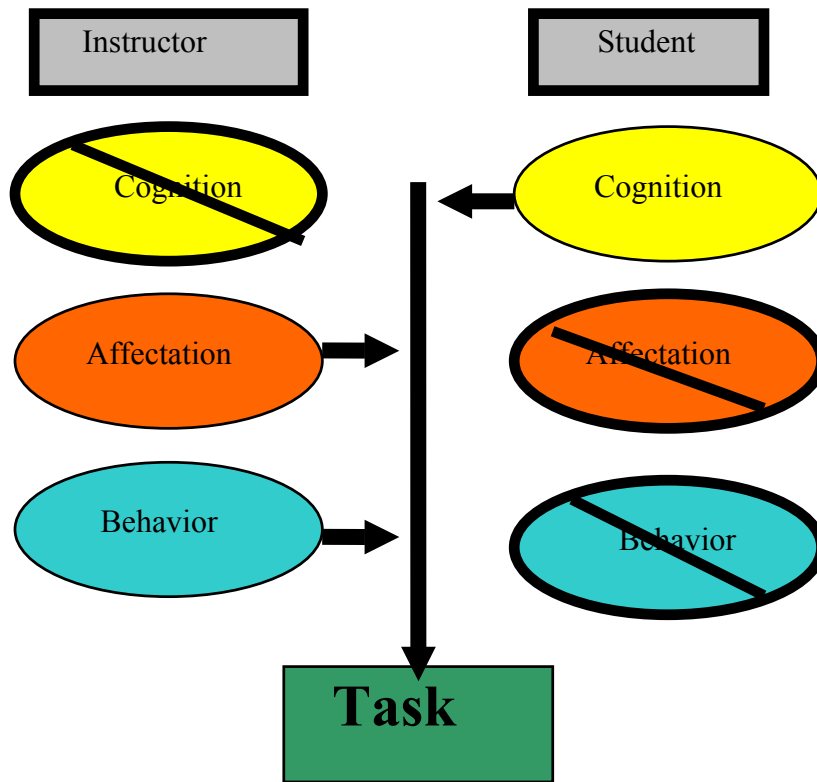 Instructor
Student
Cognition
Cognition
Affectation
Affectation
Behavior
Behavior
Task